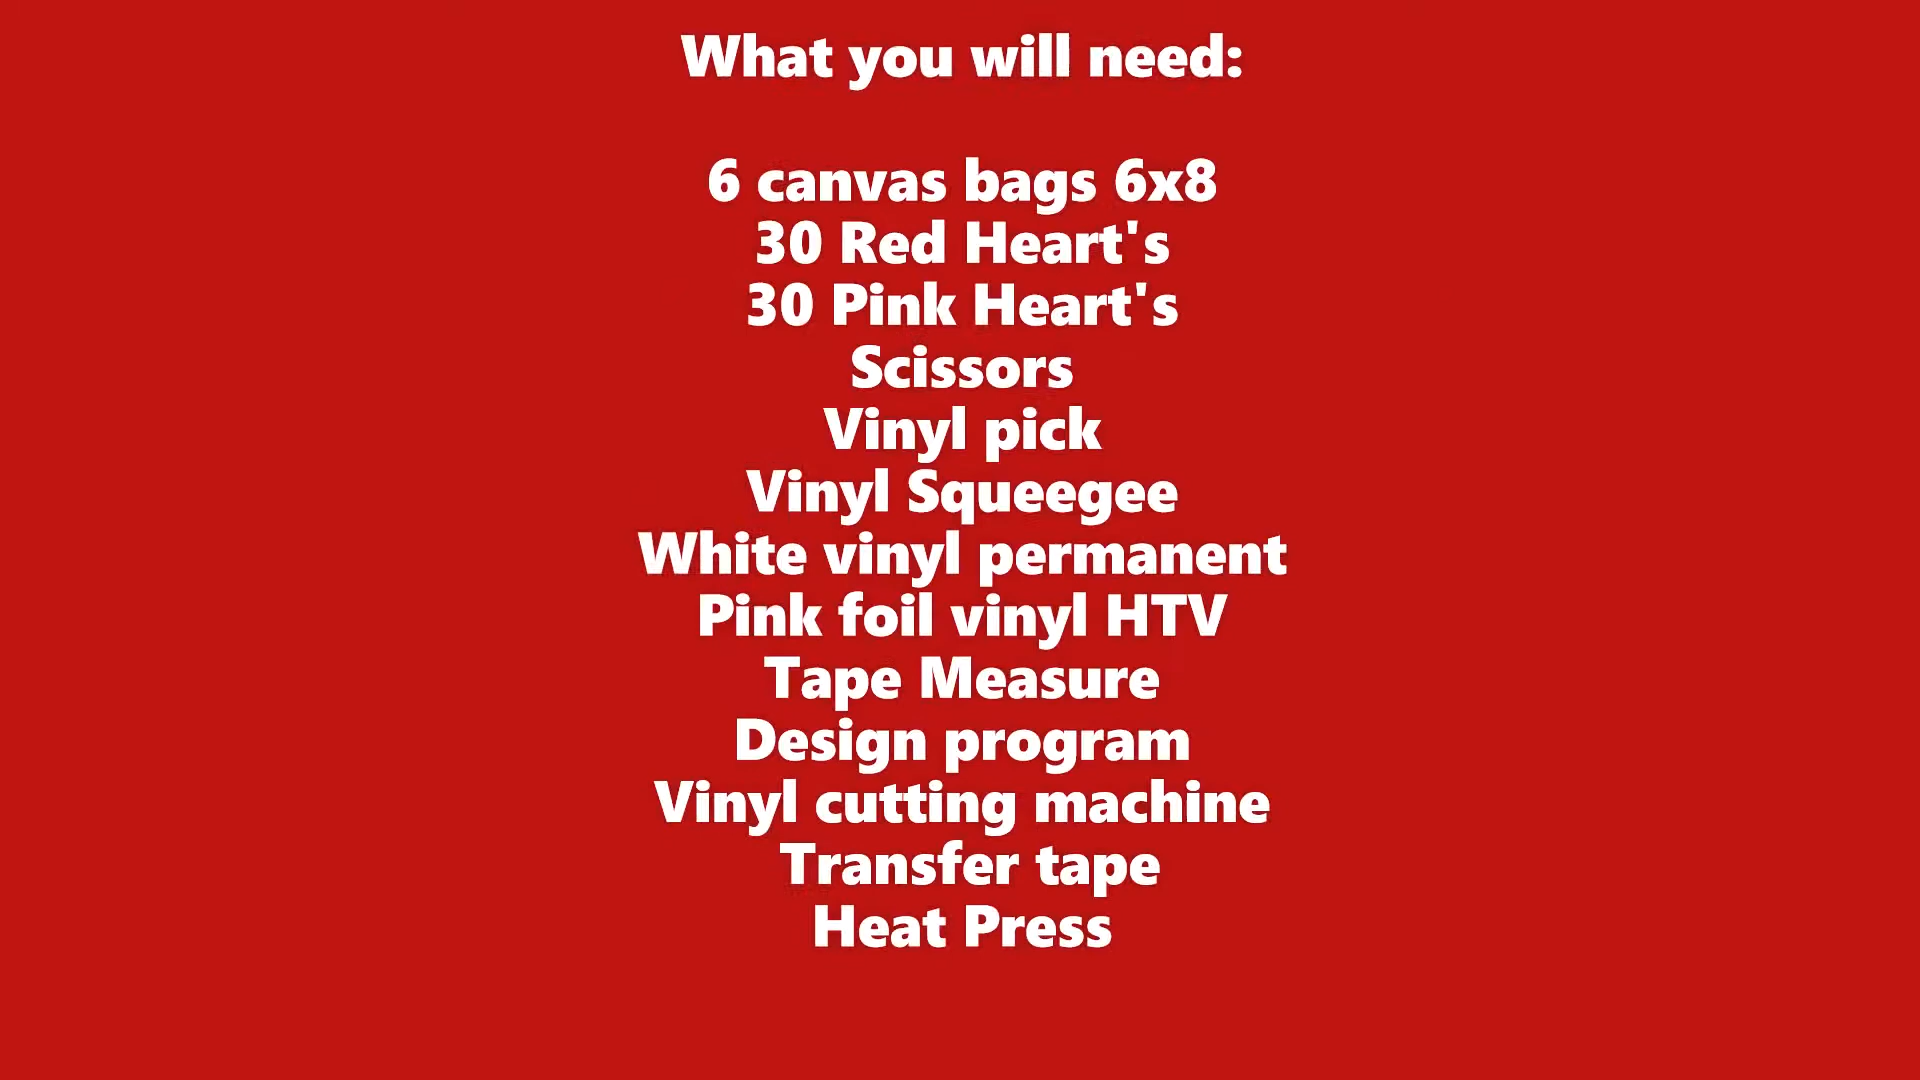 What you will need:
6 canvas bags 6x8
30 Red Heart's
30 Pink Heart's
Scissors
Vinyl pick
Vinyl Squeegee
White vinyl permanent
Pink foil vinyl HTV
Tape Measure
Design program
Vinyl cutting machine
Transfer tape
Heat Press